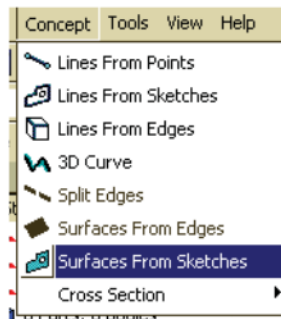 Concept Tools View Help
Lines From Points
Lines From Sketches
Lines From Edges
3D Curve
Split Edges
Surfaces From Edges
Surfaces From Sketches
Cross Section